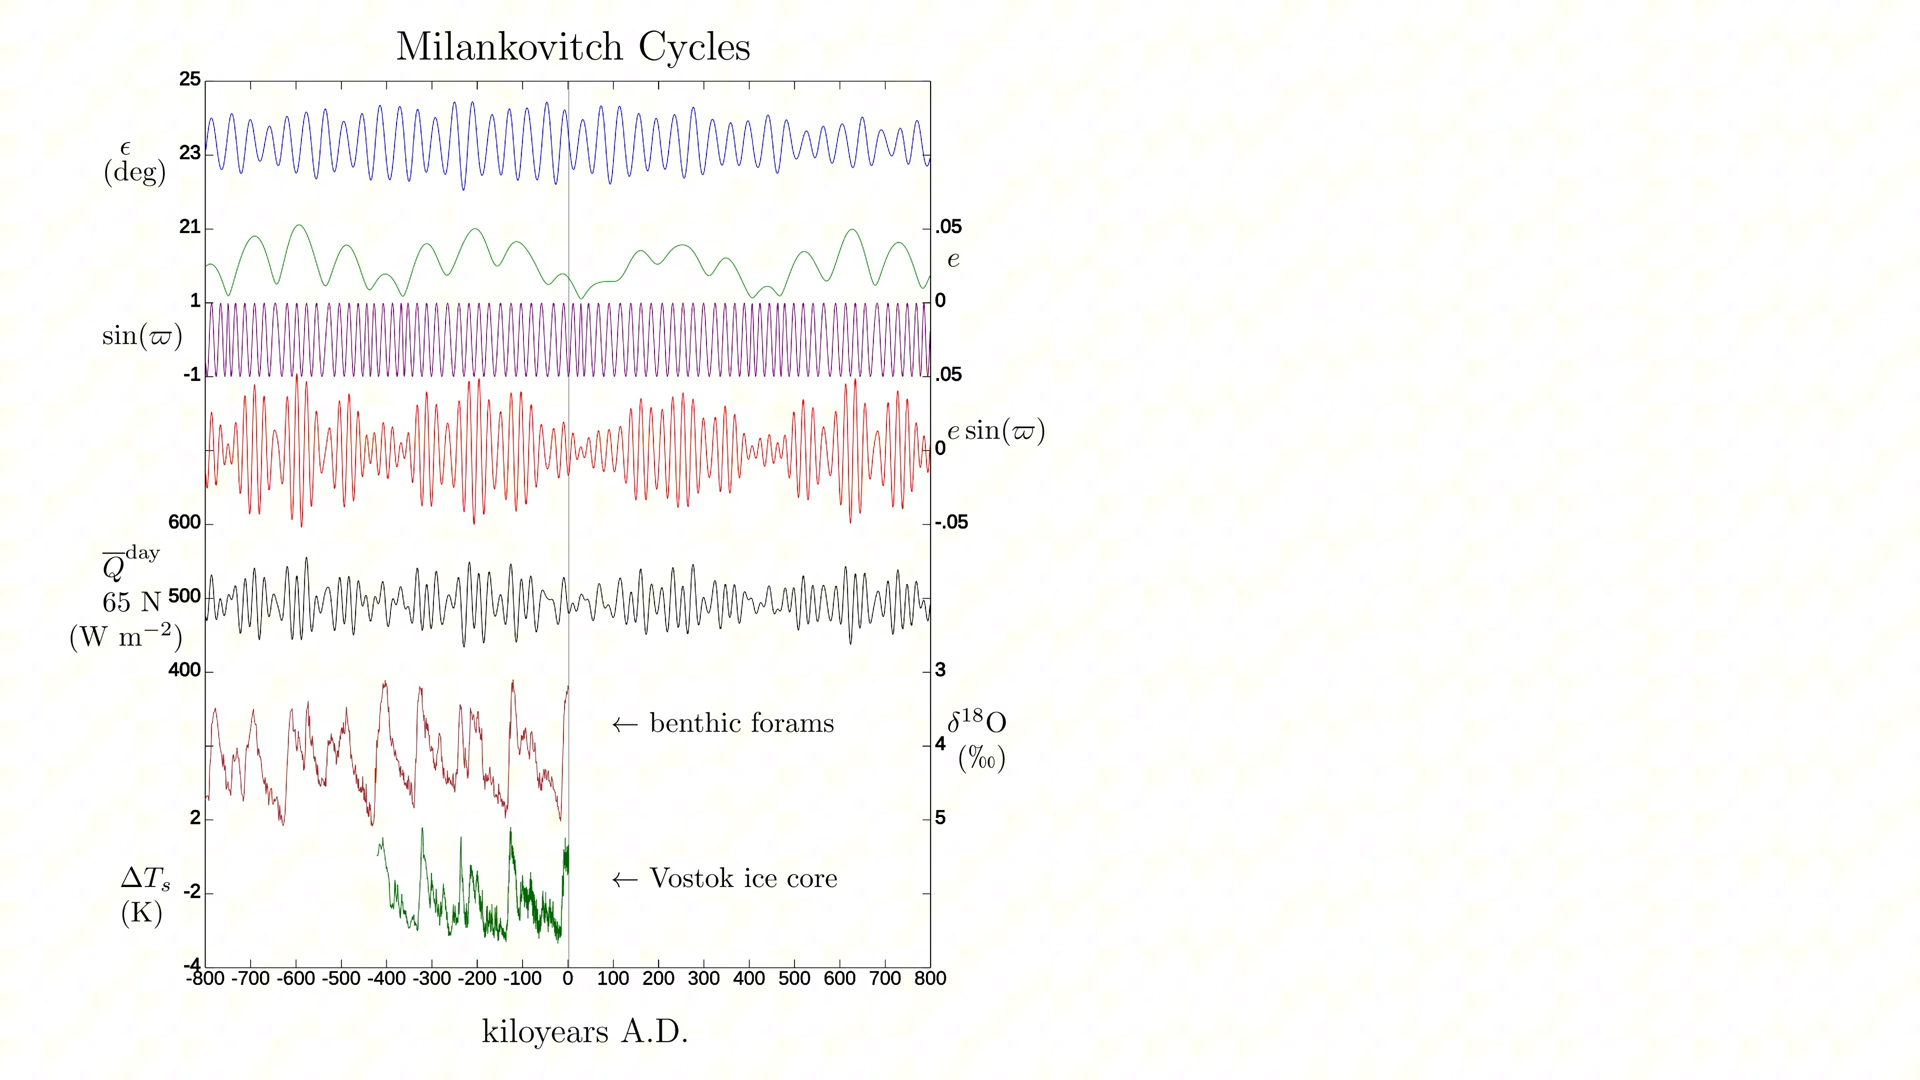 Milankovitch Cycles
25
ϵ
(deg)
23
21
.05
e
1
0
sin(ϖ)
-1
.05
e sin(ϖ)
0
600
-.05
Q̅ day
65 N
500
(W m−2)
400
3
← benthic forams
δ18O
4
(‰)
2
5
ΔTs
← Vostok ice core
-2
(K)
-4
-800 -700 -600 -500 -400 -300 -200 -100 0 100 200 300 400 500 600 700 800
kiloyears A.D.